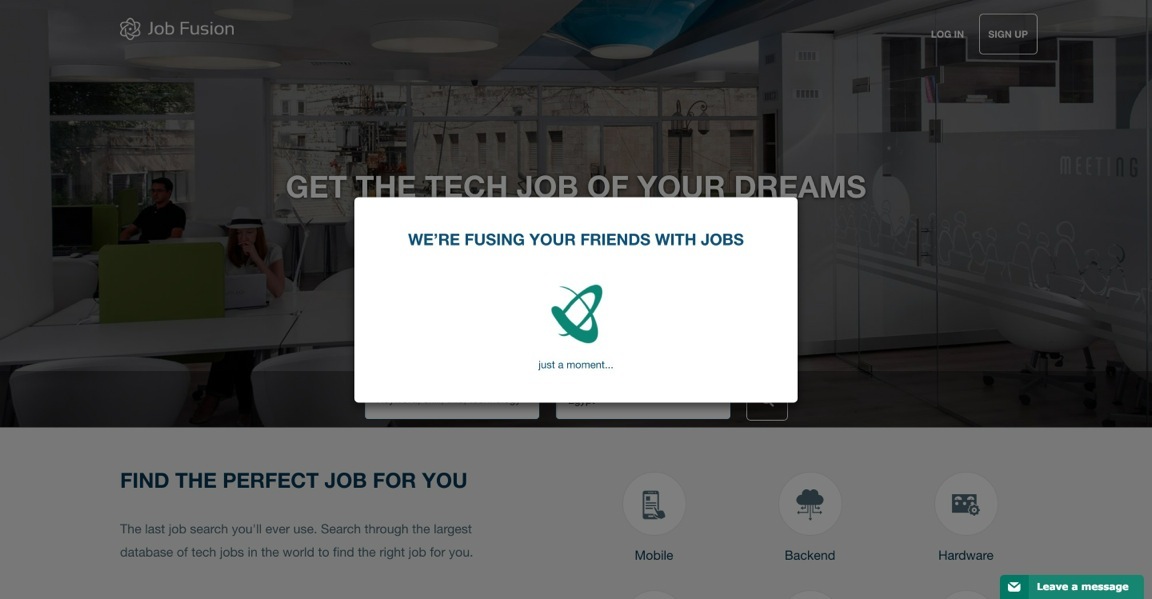 Job Fusion
LOG IN
SIGN UP
MEETING
GET THE TECH JOB OF YOUR DREAMS
WE'RE FUSING YOUR FRIENDS WITH JOBS
just a moment...
FIND THE PERFECT JOB FOR YOU
The last job search you'll ever use. Search through the largest
database of tech jobs in the world to find the right job for you.
Mobile
Backend
Hardware
Leave a message